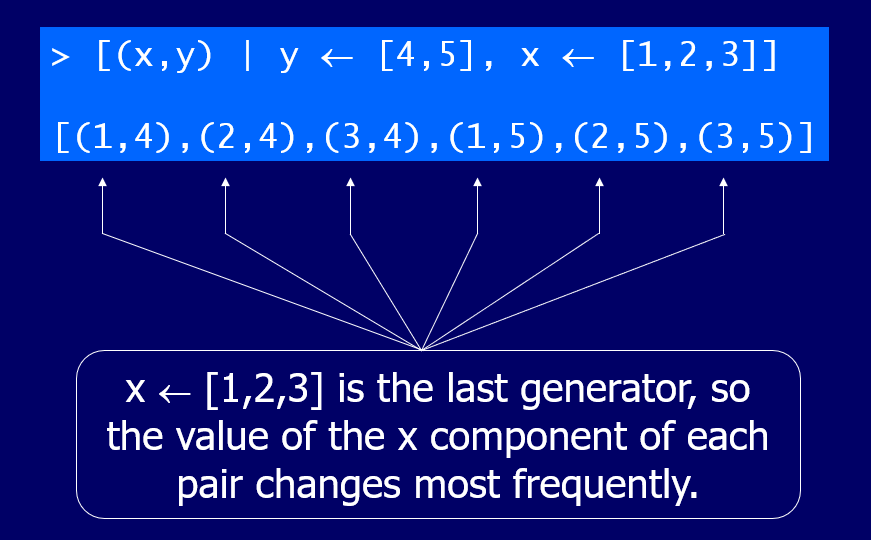 > [(x,y) | y ← [4,5], x ← [1,2,3]]
[(1,4),(2,4),(3,4),(1,5),(2,5),(3,5)]
x ← [1,2,3] is the last generator, so
the value of the x component of each
pair changes most frequently.